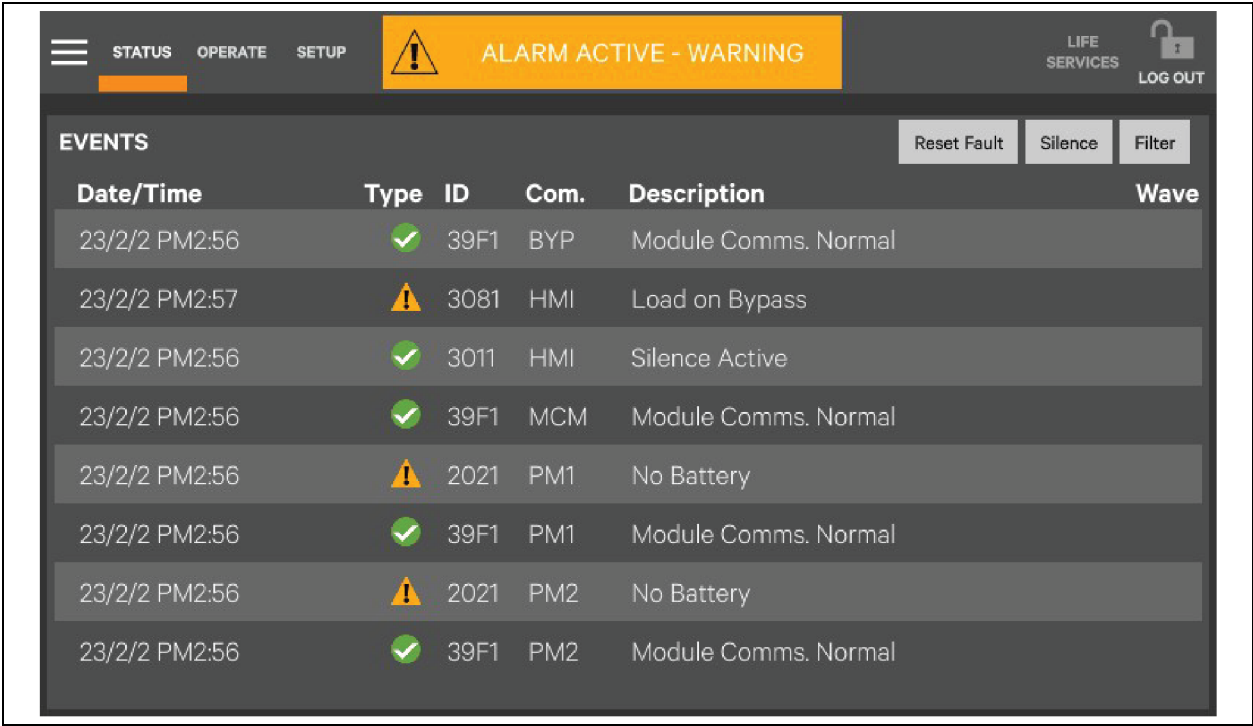 STATUS OPERATE SETUP ALARM ACTIVE - WARNING LIFE SERVICES LOG OUT
EVENTS Reset Fault Silence Filter
Date/Time Type ID Com. Description Wave
23/2/2 PM2:56 39F1 BYP Module Comms. Normal
23/2/2 PM2:57 3081 HMI Load on Bypass
23/2/2 PM2:56 3011 HMI Silence Active
23/2/2 PM2:56 39F1 MCM Module Comms. Normal
23/2/2 PM2:56 2021 PM1 No Battery
23/2/2 PM2:56 39F1 PM1 Module Comms. Normal
23/2/2 PM2:56 2021 PM2 No Battery
23/2/2 PM2:56 39F1 PM2 Module Comms. Normal